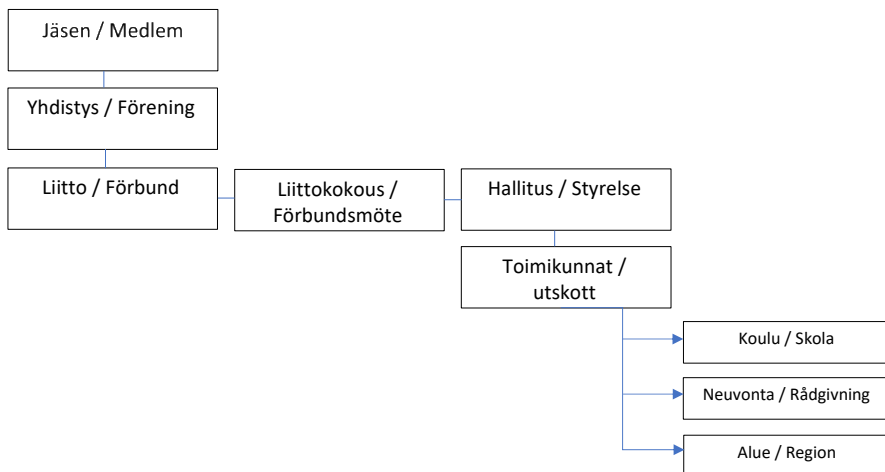 Jäsen / Medlem
Yhdistys / Förening
Liitto / Förbund
Liittokokous /
Förbundsmöte
Hallitus / Styrelse
Toimikunnat /
utskott
Koulu / Skola
Neuvonta / Rådgivning
Alue / Region